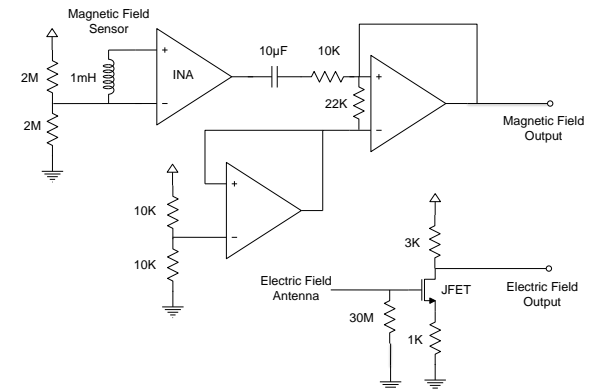 Magnetic Field
Sensor
2M
1mH
2M
+
INA
−
10µF
10K
22K
+
−
Magnetic Field
Output
10K
10K
+
−
3K
Electric Field
Antenna
JFET
Electric Field
Output
30M
1K